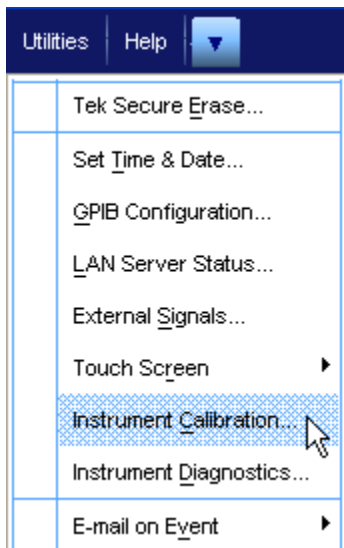 Utilities Help
Tek Secure Erase...
Set Time & Date...
GPIB Configuration...
LAN Server Status...
External Signals...
Touch Screen
Instrument Calibration...
Instrument Diagnostics...
E-mail on Event